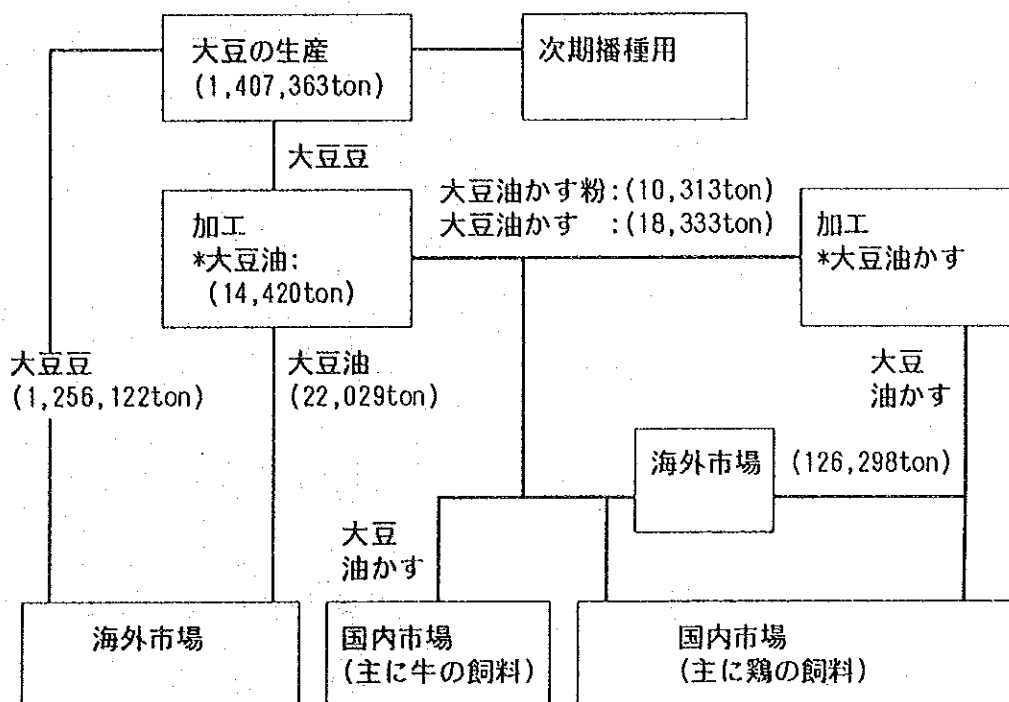 大豆の生産
(1,407,363ton)
次期播種用
大豆豆
大豆油かす粉:(10,313ton)
大豆油かす :(18,333ton)
加工
*大豆油:
(14,420ton)
加工
*大豆油かす
大豆豆
(1,256,122ton)
大豆油
(22,029ton)
大豆
油かす
海外市場
(126,298ton)
大豆
油かす
海外市場
国内市場
(主に牛の飼料)
国内市場
(主に鶏の飼料)